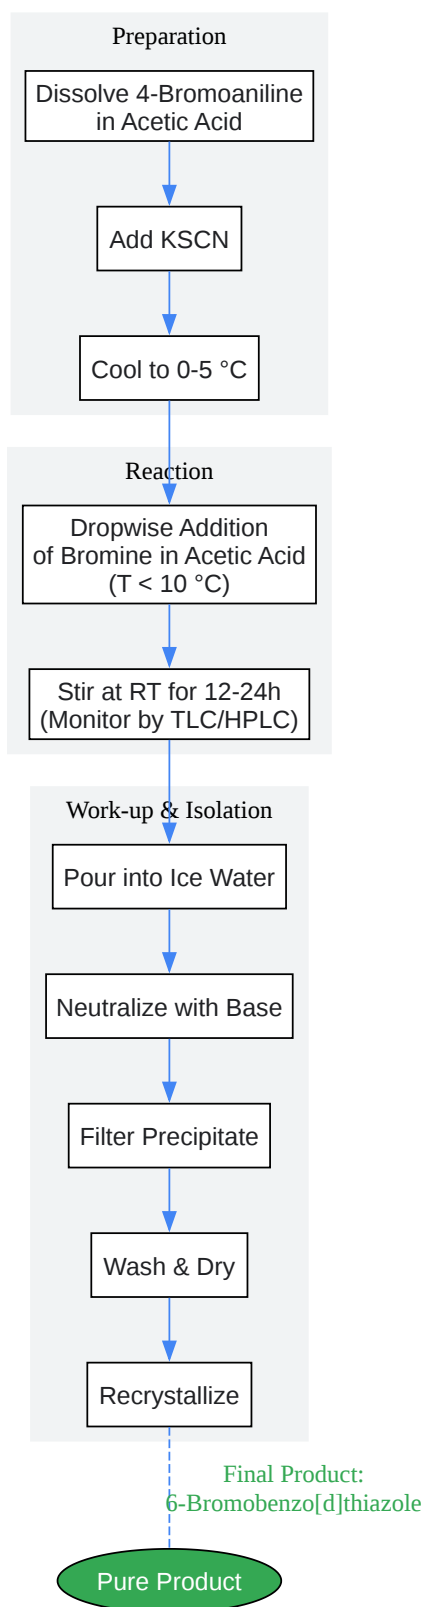 Preparation
Dissolve 4-Bromoaniline
in Acetic Acid
Add KSCN
Cool to 0-5 °C
Reaction
Dropwise Addition
of Bromine in Acetic Acid
(T < 10 °C)
Stir at RT for 12-24h
(Monitor by TLC/HPLC)
Work-up & Isolation
Pour into Ice Water
Neutralize with Base
Filter Precipitate
Wash & Dry
Recrystallize
Final Product:
6-Bromobenzo[d]thiazole
Pure Product